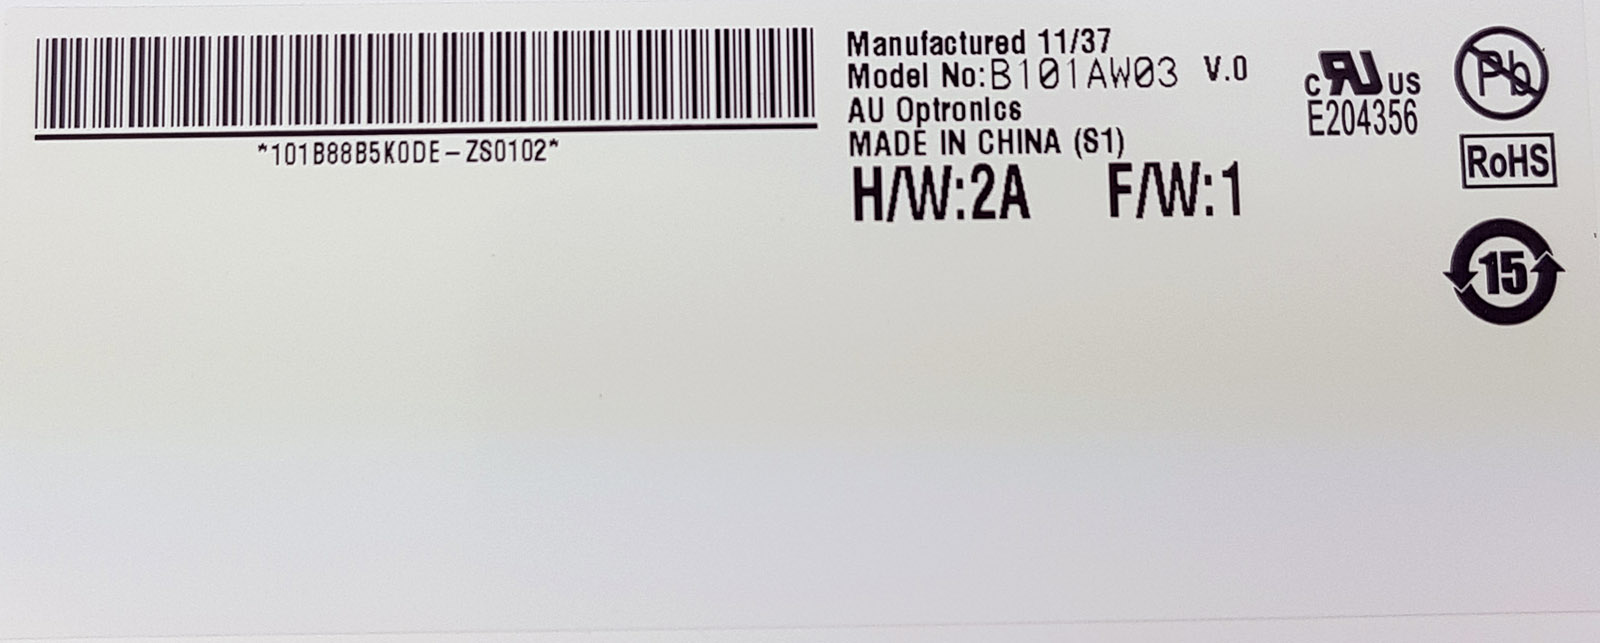 Manufactured 11/37
Model No:B101AW03 V.0
AU Optronics
MADE IN CHINA (S1)
H/W:2A F/W:1
*101B88B5K0DE-ZS0102*
c RU US
E204356
Pb
RoHS
15